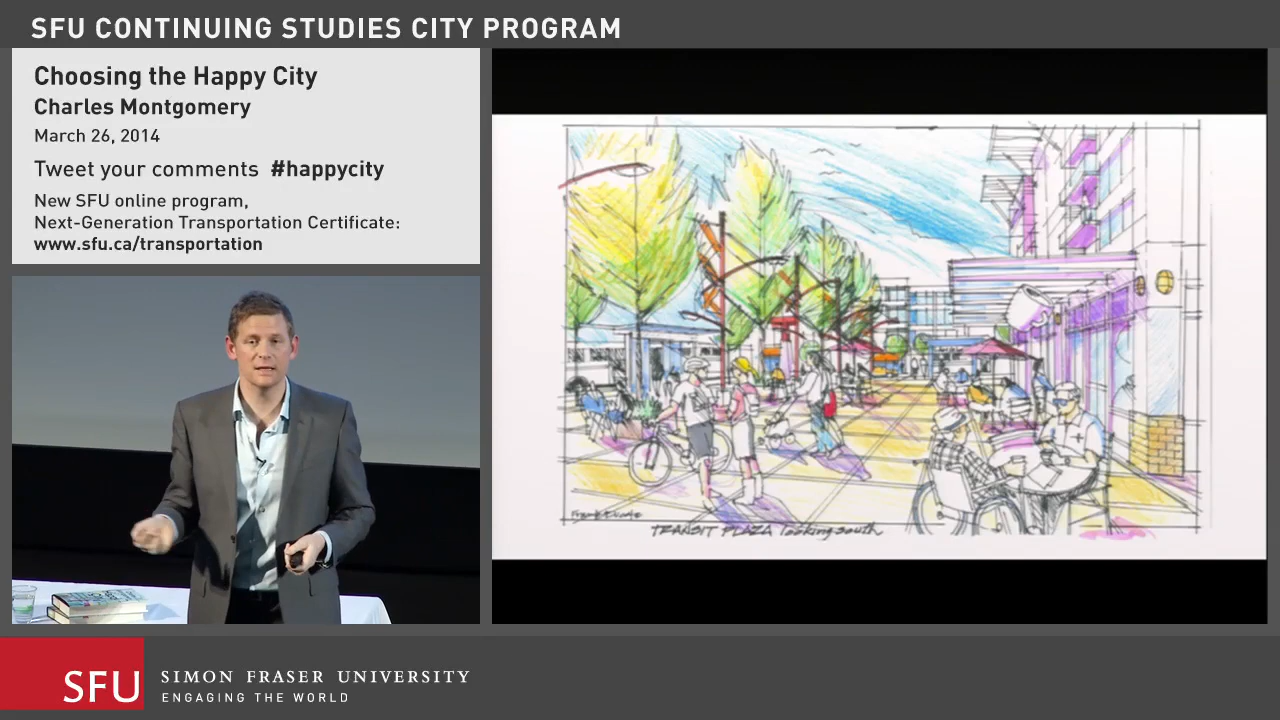 SFU CONTINUING STUDIES CITY PROGRAM
Choosing the Happy City
Charles Montgomery
March 26, 2014
Tweet your comments #happycity
New SFU online program,
Next-Generation Transportation Certificate:
www.sfu.ca/transportation
TRANSIT PLAZA looking south
SFU
SIMON FRASER UNIVERSITY
ENGAGING THE WORLD